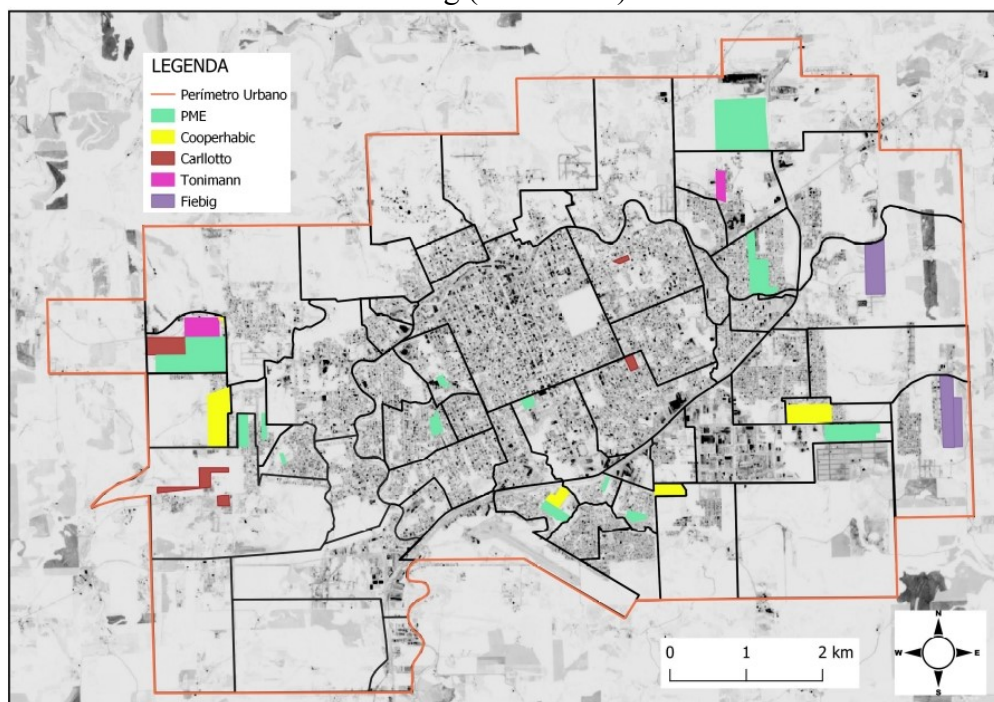 LEGENDA
Perímetro Urbano
PME
Cooperhabic
Carllotto
Tonimann
Fiebig
0 1 2 km
N
W E
S